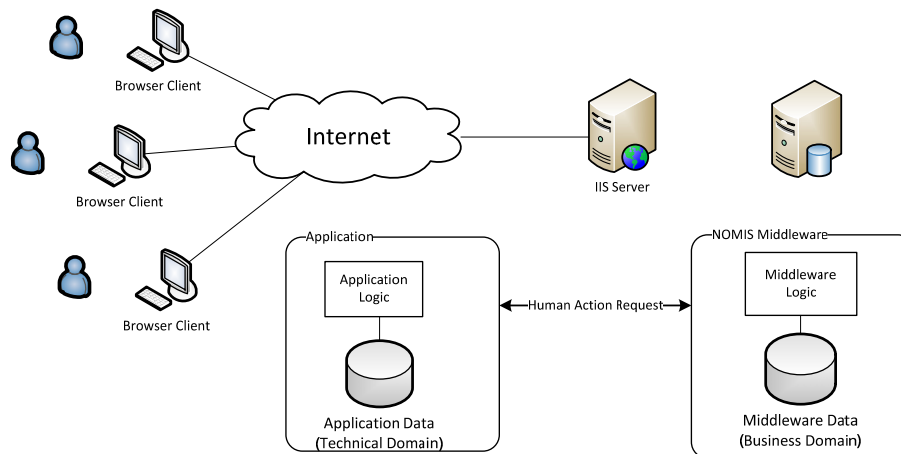 Browser Client
Internet
IIS Server
Browser Client
Browser Client
Application
Application
Logic
Application Data
(Technical Domain)
Human Action Request
NOMIS Middleware
Middleware
Logic
Middleware Data
(Business Domain)